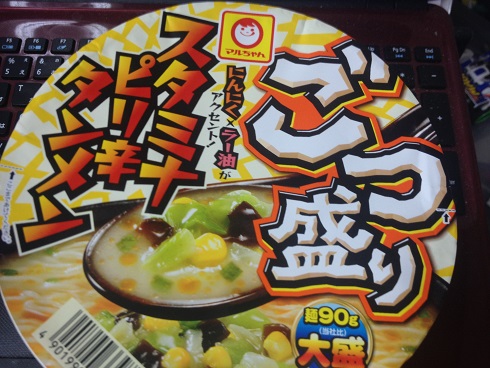 マルちゃん
ごつ盛り
にんにく×ラー油が
アクセント!
スタミナ
ピリ辛
タンメン
麺90g
(当社比)
大盛
4 90199